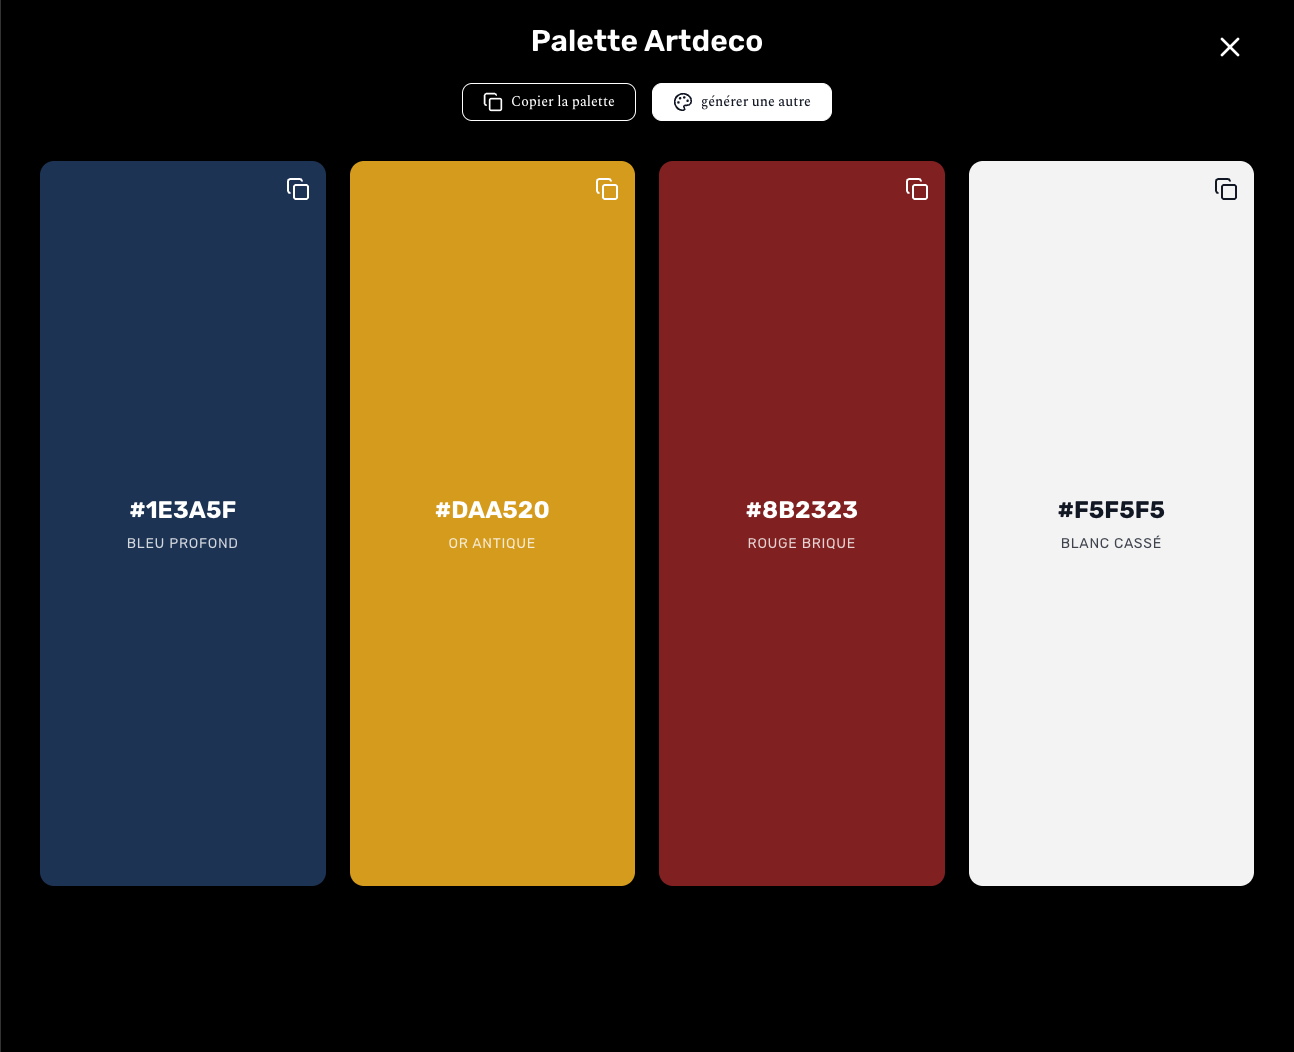 Palette Artdeco
Copier la palette
générer une autre
#1E3A5F
BLEU PROFOND
#DAA520
OR ANTIQUE
#8B2323
ROUGE BRIQUE
#F5F5F5
BLANC CASSÉ